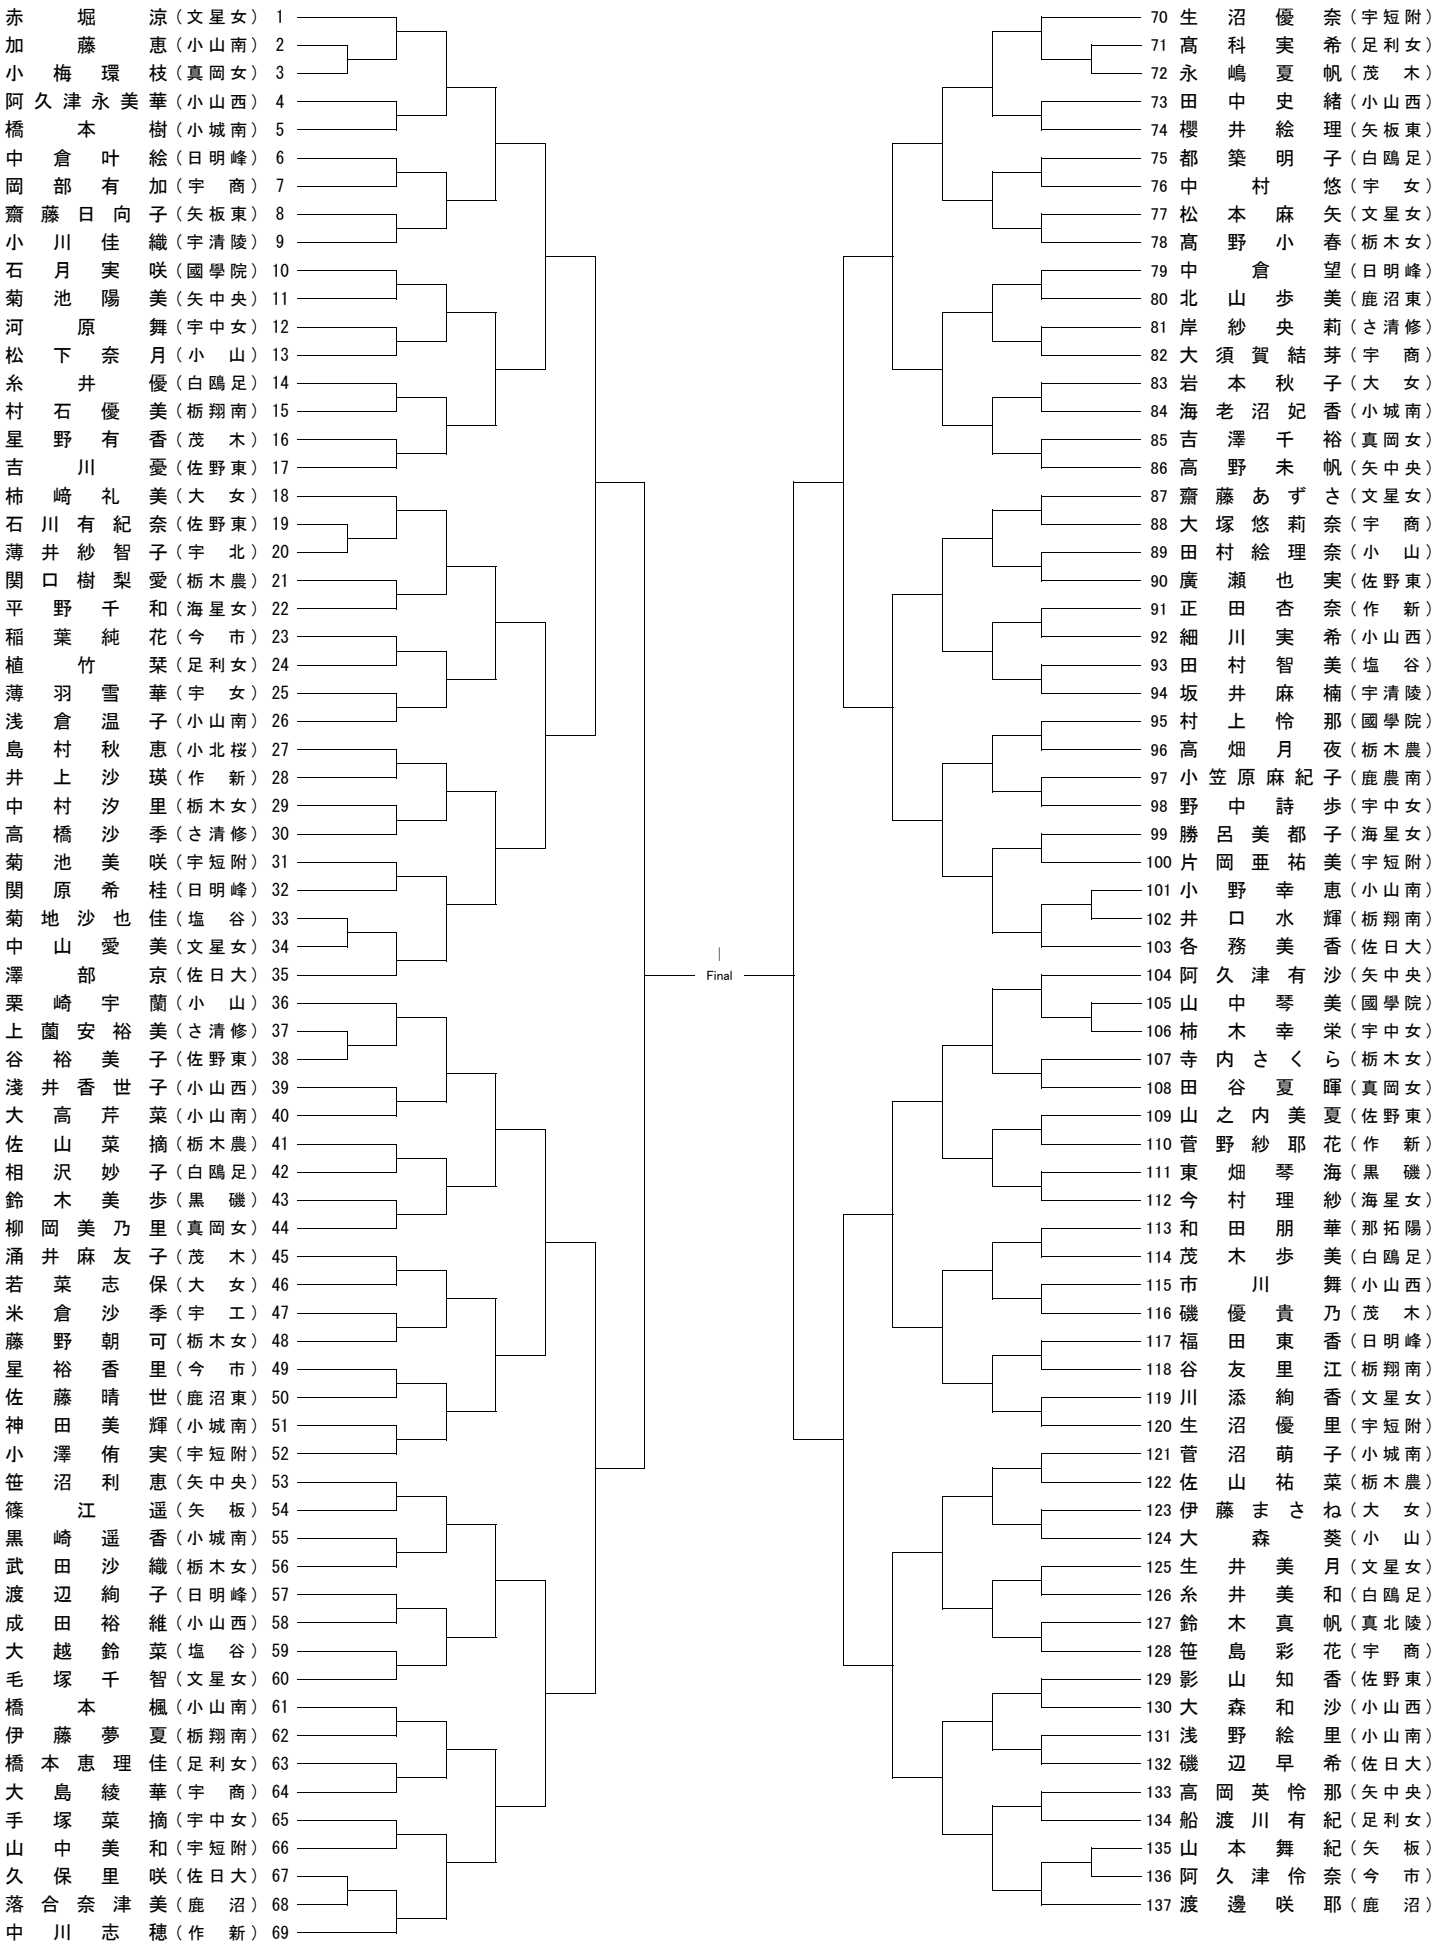 赤堀涼(文星女) 1
加藤恵(小山南) 2
小梅環枝(真岡女) 3
阿久津永美華(小山西) 4
橋本樹(小城南) 5
中倉叶絵(日明峰) 6
岡部有加(宇商) 7
齋藤日向子(矢板東) 8
小川佳織(宇清陵) 9
石月実咲(國學院) 10
菊池陽美(矢中央) 11
河原舞(宇中女) 12
松下奈月(小山) 13
糸井優(白鴎足) 14
村石優美(栃翔南) 15
星野有香(茂木) 16
吉川憂(佐野東) 17
柿﨑礼美(大女) 18
石川有紀奈(佐野東) 19
薄井紗智子(宇北) 20
関口樹梨愛(栃木農) 21
平野千和(海星女) 22
稲葉純花(今市) 23
植竹栞(足利女) 24
薄羽雪華(宇女) 25
浅倉温子(小山南) 26
島村秋恵(小北桜) 27
井上沙瑛(作新) 28
中村汐里(栃木女) 29
高橋沙季(さ清修) 30
菊池美咲(宇短附) 31
関原希桂(日明峰) 32
菊地沙也佳(塩谷) 33
中山愛美(文星女) 34
澤部京(佐日大) 35
栗崎宇蘭(小山) 36
上薗安裕美(さ清修) 37
谷裕美子(佐野東) 38
淺井香世子(小山西) 39
大高芹菜(小山南) 40
佐山菜摘(栃木農) 41
相沢妙子(白鴎足) 42
鈴木美歩(黒磯) 43
柳岡美乃里(真岡女) 44
涌井麻友子(茂木) 45
若菜志保(大女) 46
米倉沙季(宇工) 47
藤野朝可(栃木女) 48
星裕香里(今市) 49
佐藤晴世(鹿沼東) 50
神田美輝(小城南) 51
小澤侑実(宇短附) 52
笹沼利恵(矢中央) 53
篠江遥(矢板) 54
黒崎遥香(小城南) 55
武田沙織(栃木女) 56
渡辺絢子(日明峰) 57
成田裕維(小山西) 58
大越鈴菜(塩谷) 59
毛塚千智(文星女) 60
橋本楓(小山南) 61
伊藤夢夏(栃翔南) 62
橋本恵理佳(足利女) 63
大島綾華(宇商) 64
手塚菜摘(宇中女) 65
山中美和(宇短附) 66
久保里咲(佐日大) 67
落合奈津美(鹿沼) 68
中川志穂(作新) 69
Final
70 生沼優奈(宇短附)
71 髙科実希(足利女)
72 永嶋夏帆(茂木)
73 田中史緒(小山西)
74 櫻井絵理(矢板東)
75 都築明子(白鴎足)
76 中村悠(宇女)
77 松本麻矢(文星女)
78 髙野小春(栃木女)
79 中倉望(日明峰)
80 北山歩美(鹿沼東)
81 岸紗央莉(さ清修)
82 大須賀結芽(宇商)
83 岩本秋子(大女)
84 海老沼妃香(小城南)
85 吉澤千裕(真岡女)
86 高野未帆(矢中央)
87 齋藤あずさ(文星女)
88 大塚悠莉奈(宇商)
89 田村絵理奈(小山)
90 廣瀬也実(佐野東)
91 正田杏奈(作新)
92 細川実希(小山西)
93 田村智美(塩谷)
94 坂井麻楠(宇清陵)
95 村上怜那(國學院)
96 高畑月夜(栃木農)
97 小笠原麻紀子(鹿農南)
98 野中詩歩(宇中女)
99 勝呂美都子(海星女)
100 片岡亜祐美(宇短附)
101 小野幸恵(小山南)
102 井口水輝(栃翔南)
103 各務美香(佐日大)
104 阿久津有沙(矢中央)
105 山中琴美(國學院)
106 柿木幸栄(宇中女)
107 寺内さくら(栃木女)
108 田谷夏暉(真岡女)
109 山之内美夏(佐野東)
110 菅野紗耶花(作新)
111 東畑琴海(黒磯)
112 今村理紗(海星女)
113 和田朋華(那拓陽)
114 茂木歩美(白鴎足)
115 市川舞(小山西)
116 磯優貴乃(茂木)
117 福田東香(日明峰)
118 谷友里江(栃翔南)
119 川添絢香(文星女)
120 生沼優里(宇短附)
121 菅沼萌子(小城南)
122 佐山祐菜(栃木農)
123 伊藤まさね(大女)
124 大森葵(小山)
125 生井美月(文星女)
126 糸井美和(白鴎足)
127 鈴木真帆(真北陵)
128 笹島彩花(宇商)
129 影山知香(佐野東)
130 大森和沙(小山西)
131 浅野絵里(小山南)
132 磯辺早希(佐日大)
133 高岡英怜那(矢中央)
134 船渡川有紀(足利女)
135 山本舞紀(矢板)
136 阿久津伶奈(今市)
137 渡邊咲耶(鹿沼)